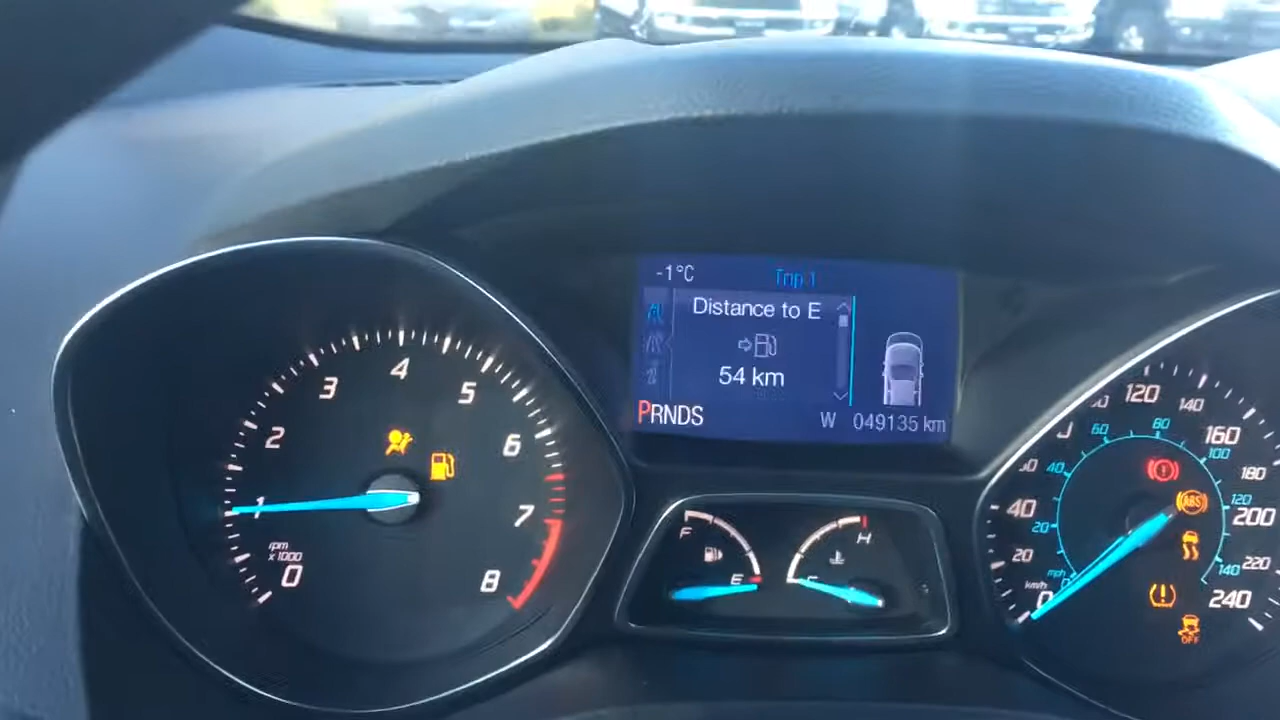 -1°C Trip 1
Distance to E
54 km
PRNDS
W 049135 km
0 1 2 3 4 5 6 7 8
rpm
x 1000
F E
C H
0 20 40 120 140 160 180 200 220 240
km/h
mph
0 20 40 60 80 100 120 140
ABS
OFF